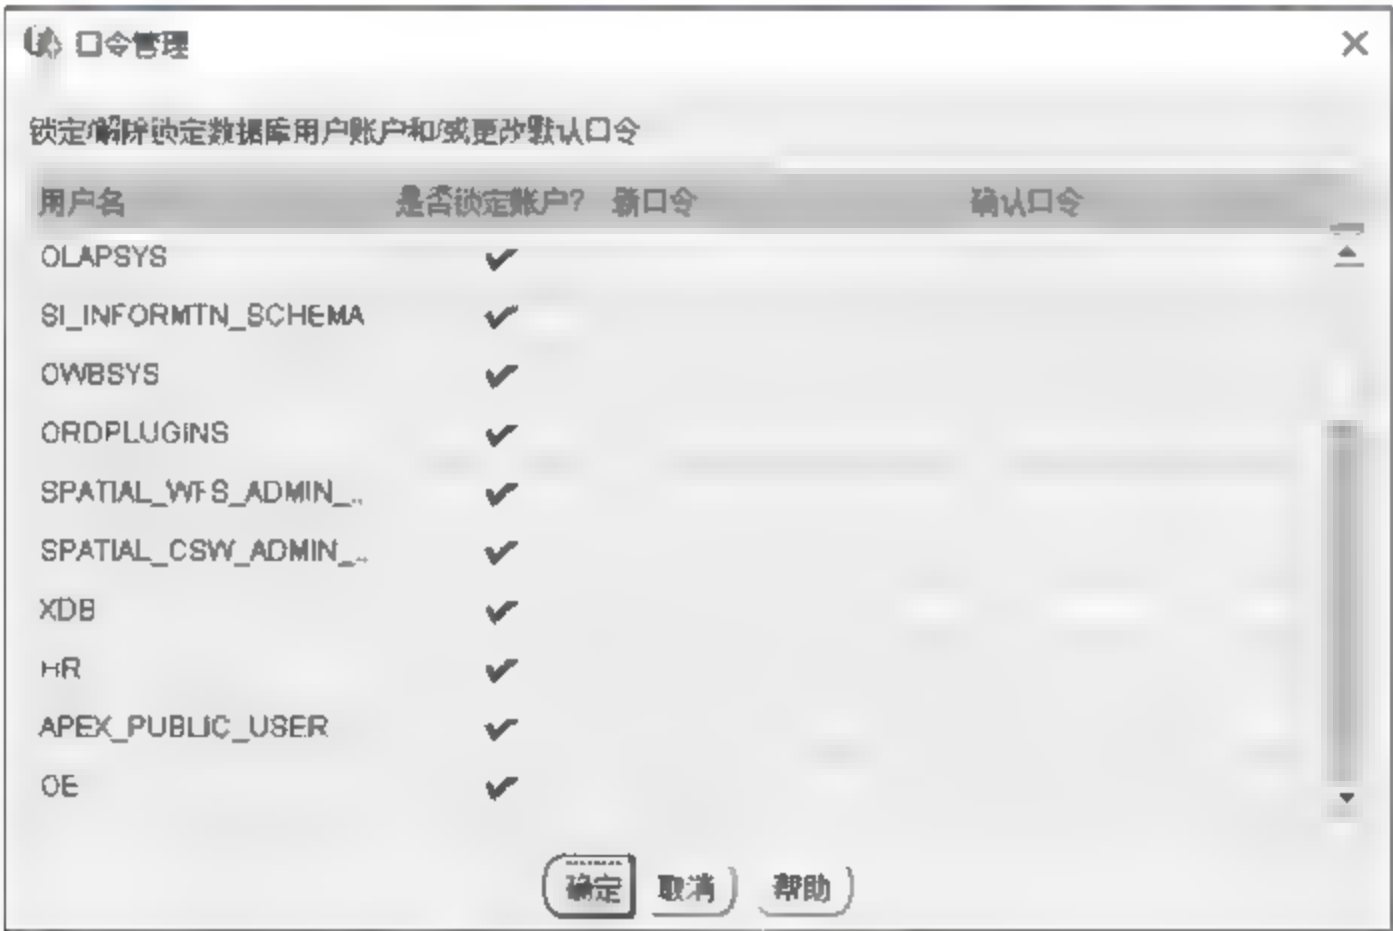 口令管理
锁定/解除锁定数据库用户账户和/或更改默认口令
用户名 是否锁定账户? 新口令 确认口令
OLAPSYS
SI_INFORMTN_SCHEMA
OWBSYS
ORDPLUGINS
SPATIAL_WFS_ADMIN_...
SPATIAL_CSW_ADMIN_...
XDB
HR
APEX_PUBLIC_USER
OE
确定 取消 帮助